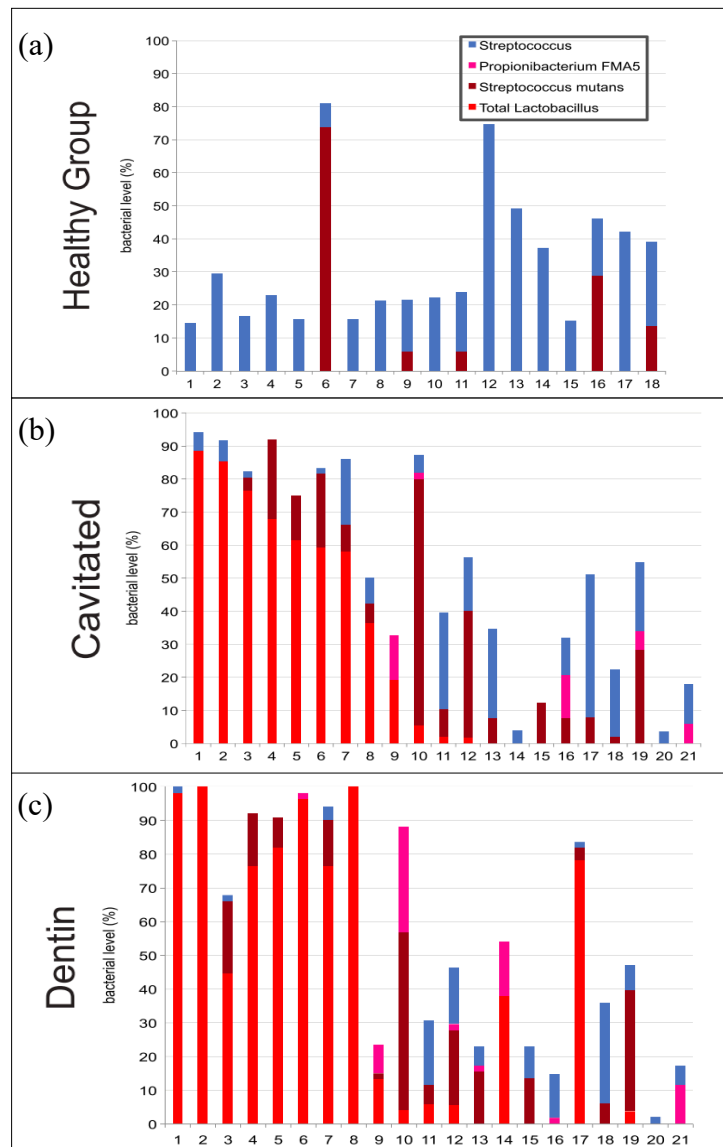 (a)
Healthy Group
bacterial level (%)
100
90
80
70
60
50
40
30
20
10
0
Streptococcus
Propionibacterium FMA5
Streptococcus mutans
Total Lactobacillus
1 2 3 4 5 6 7 8 9 10 11 12 13 14 15 16 17 18
(b)
Cavitated
bacterial level (%)
100
90
80
70
60
50
40
30
20
10
0
1 2 3 4 5 6 7 8 9 10 11 12 13 14 15 16 17 18 19 20 21
(c)
Dentin
bacterial level (%)
100
90
80
70
60
50
40
30
20
10
0
1 2 3 4 5 6 7 8 9 10 11 12 13 14 15 16 17 18 19 20 21